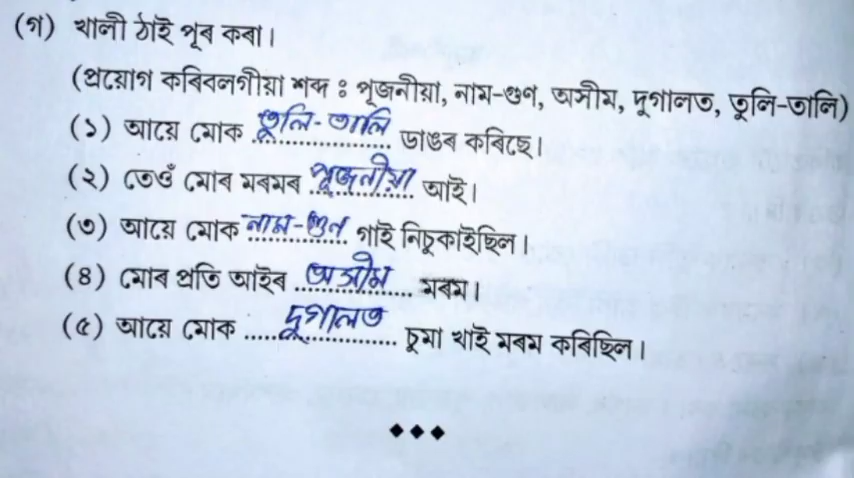 (গ) খালী ঠাই পূৰ কৰা।
(প্ৰয়োগ কৰিবলগীয়া শব্দ ঃ পূজনীয়া, নাম-গুণ, অসীম, দুগালত, তুলি-তালি)
(১) আয়ে মোক তুলি-তালি ডাঙৰ কৰিছে।
(২) তেওঁ মোৰ মৰমৰ পূজনীয়া আই।
(৩) আয়ে মোক নাম-গুণ গাই নিচুকাইছিল।
(৪) মোৰ প্ৰতি আইৰ অসীম মৰম।
(৫) আয়ে মোক দুগালত চুমা খাই মৰম কৰিছিল।